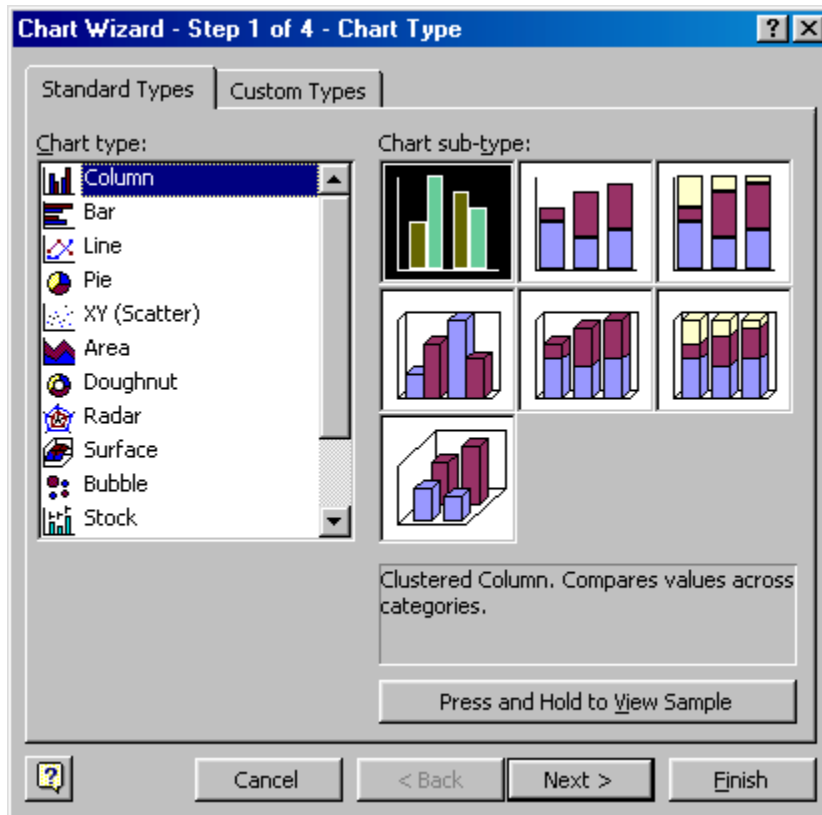 Chart Wizard - Step 1 of 4 - Chart Type
Standard Types
Custom Types
Chart type:
Column
Bar
Line
Pie
XY (Scatter)
Area
Doughnut
Radar
Surface
Bubble
Stock
Chart sub-type:
Clustered Column. Compares values across
categories.
Press and Hold to View Sample
Cancel
< Back
Next >
Finish